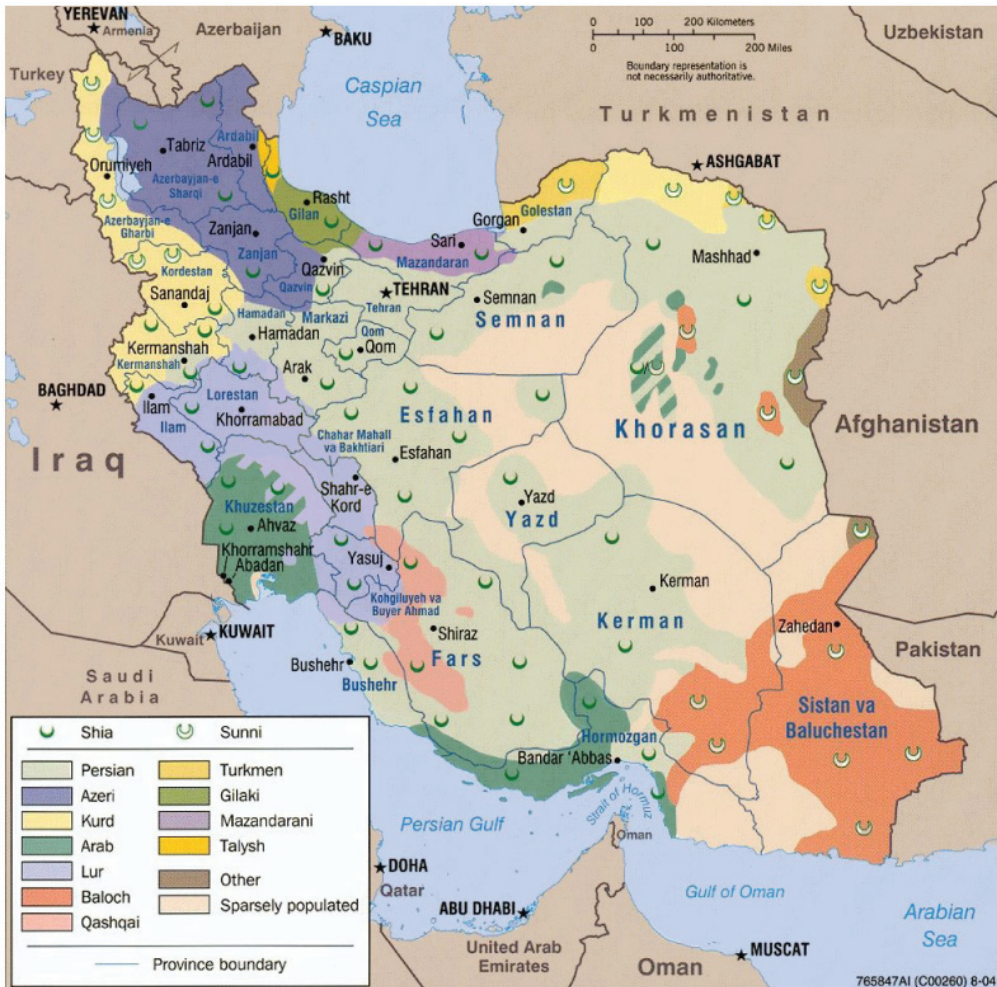 YEREVAN
Armenia
Azerbaijan
BAKU
0 100 200 Kilometers
0 100 200 Miles
Boundary representation is
not necessarily authoritative.
Uzbekistan
Turkey
Caspian
Sea
Turkmenistan
ASHGABAT
Tabriz
Ardabil
Ardabil
Orumiyeh
Azerbayjan-e
Sharqi
Rasht
Gilan
Golestan
Gorgan
Azerbayjan-e
Gharbi
Zanjan
Zanjan
Sari
Mazandaran
Mashhad
Kordestan
Qazvin
Qazvin
TEHRAN
Tehran
Sanandaj
Semnan
Semnan
Hamadan
Markazi
Hamadan
Qom
Qom
Kermanshah
Kermanshah
Arak
BAGHDAD
Ilam
Ilam
Lorestan
Khorramabad
Esfahan
Khorasan
Afghanistan
Chahar Mahall
va Bakhtiari
Iraq
Esfahan
Shahr-e
Kord
Yazd
Yazd
Khuzestan
Ahvaz
Khorramshahr
Abadan
Yasuj
Kohgiluyeh va
Buyer Ahmad
Kerman
Kerman
KUWAIT
Kuwait
Shiraz
Fars
Zahedan
Pakistan
Saudi
Arabia
Bushehr
Bushehr
Sistan va
Baluchestan
Hormozgan
Bandar 'Abbas
Strait of Hormuz
Oman
Persian Gulf
DOHA
Qatar
ABU DHABI
Gulf of Oman
Arabian
Sea
United Arab
Emirates
Oman
MUSCAT
Shia
Sunni
Persian
Azeri
Kurd
Arab
Lur
Baloch
Qashqai
Turkmen
Gilaki
Mazandarani
Talysh
Other
Sparsely populated
Province boundary
765847AI (C00260) 8-04